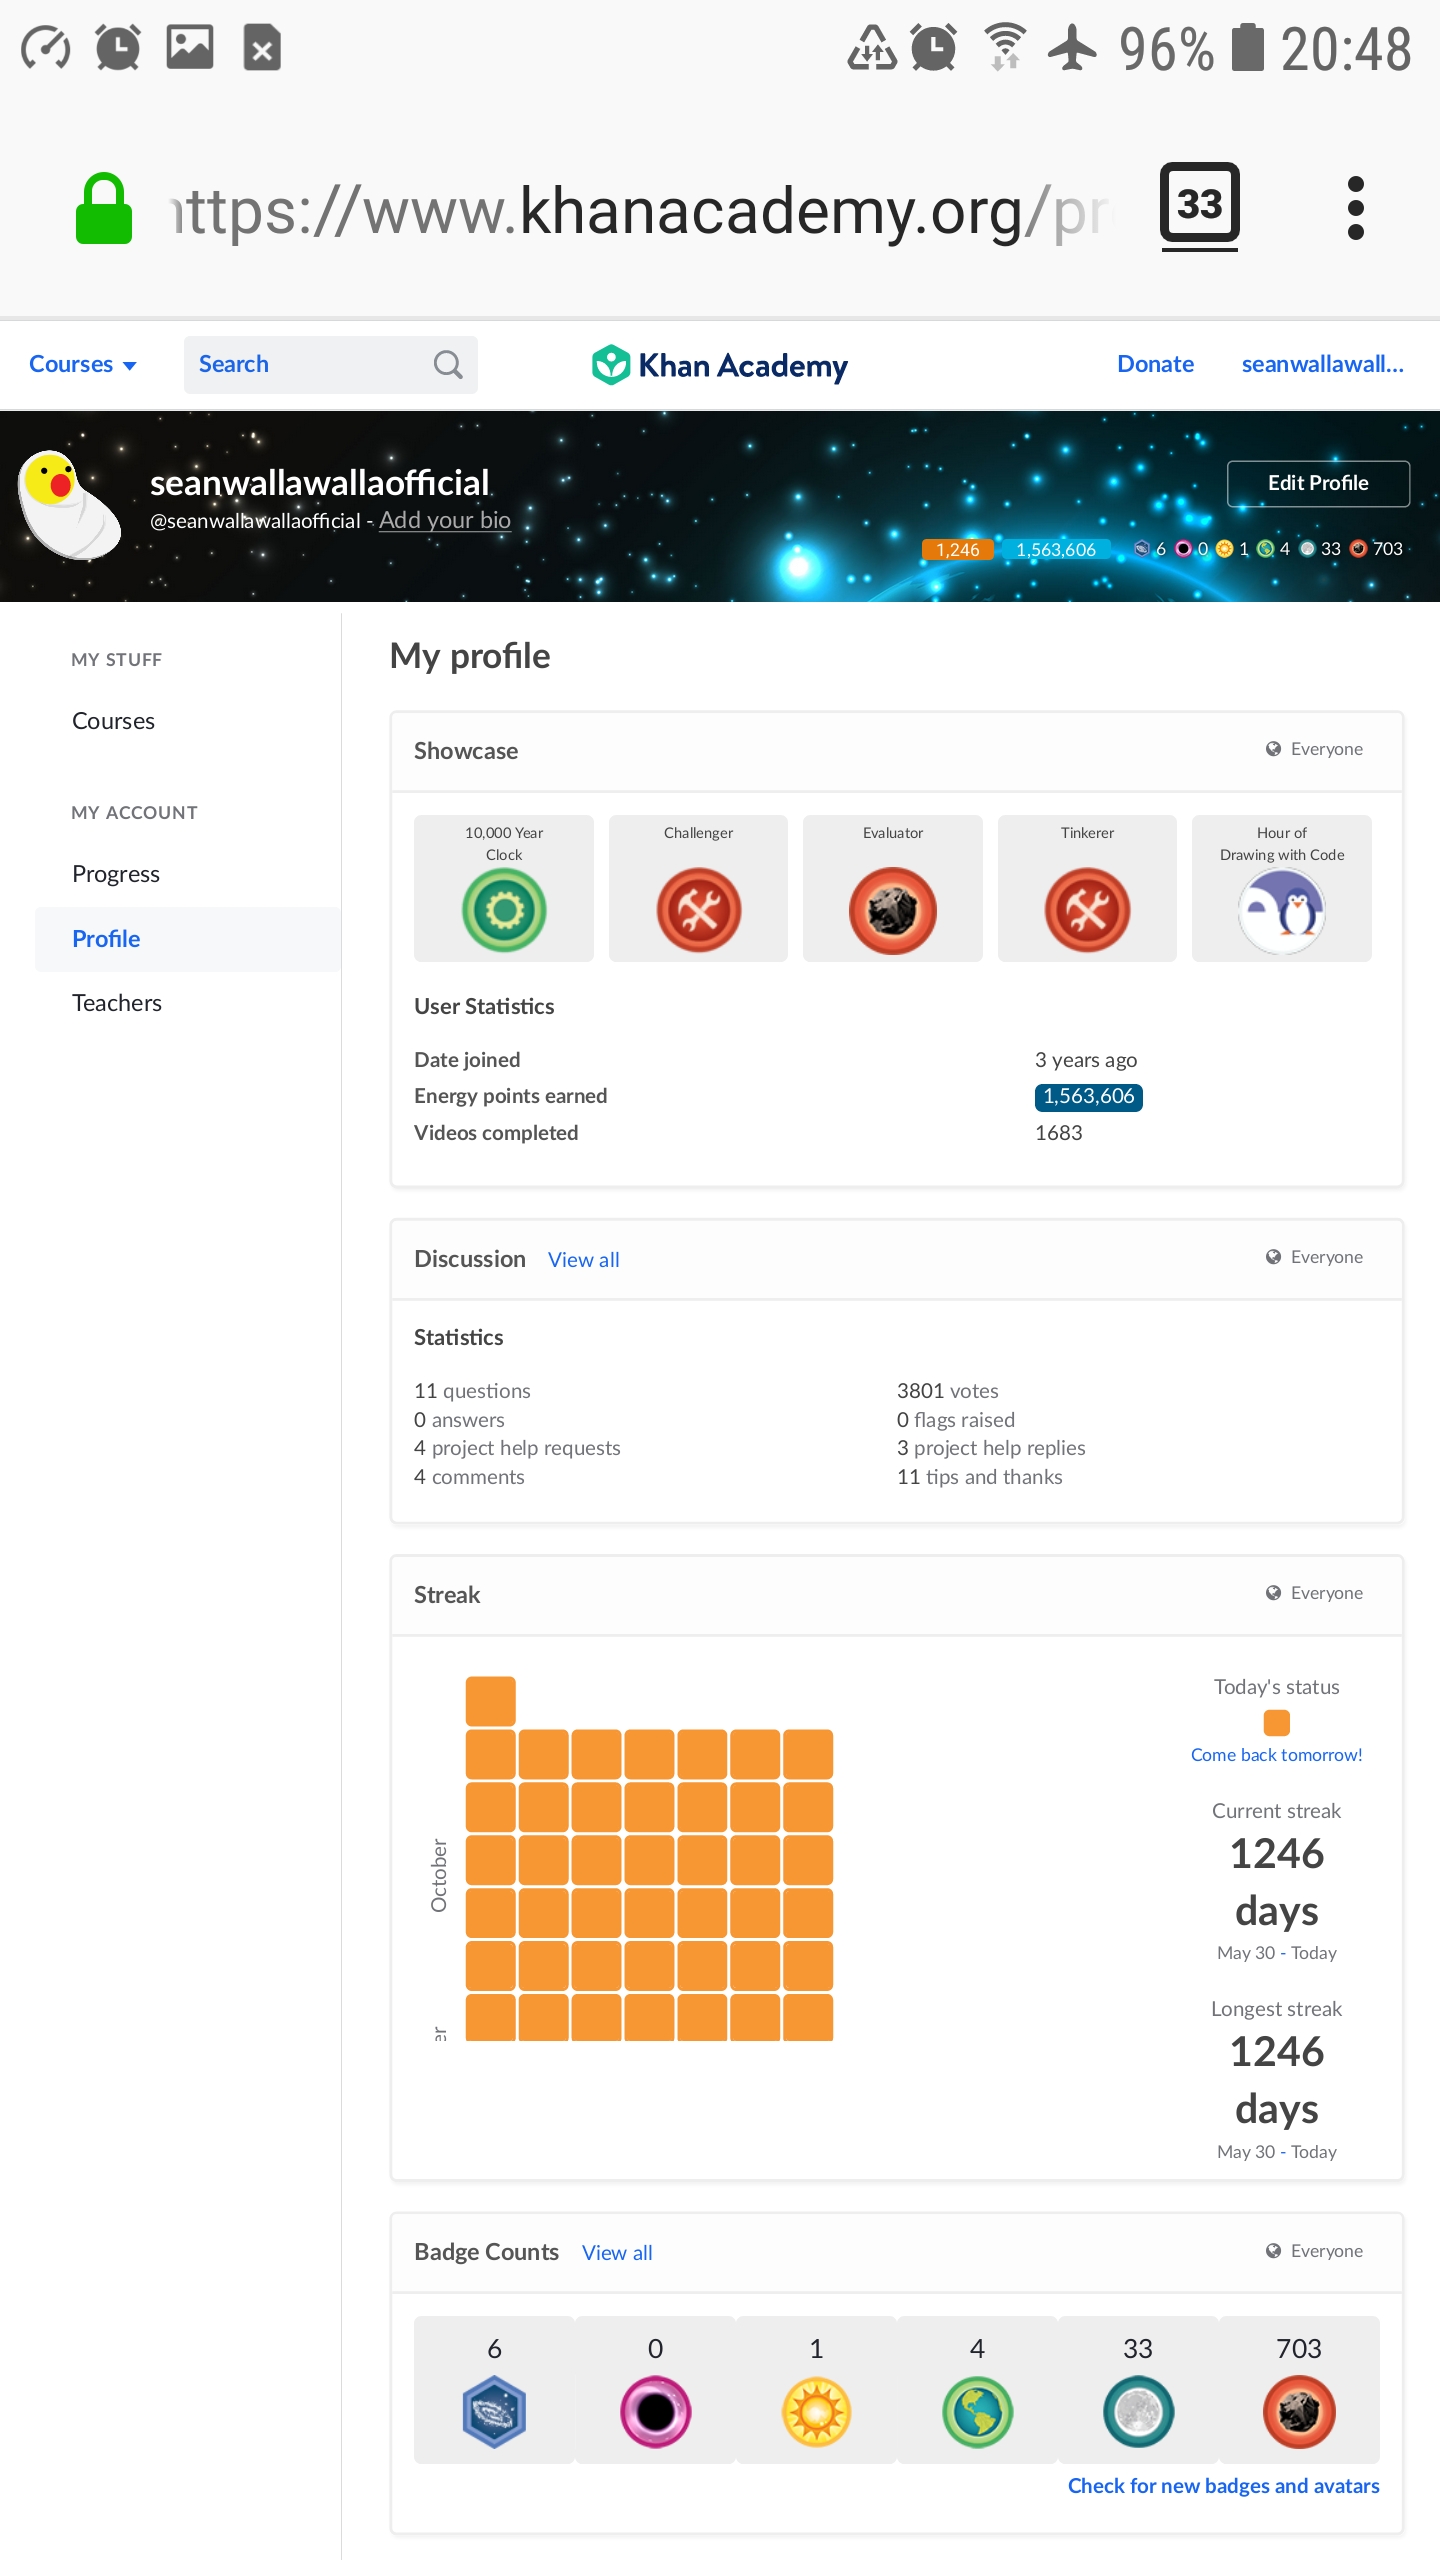 96% 20:48
https://www.khanacademy.org/pr
33
Courses
Search
Khan Academy
Donate
seanwallawall...
seanwallawallaofficial
@seanwallawallaofficial - Add your bio
Edit Profile
1,246 1,563,606 6 0 1 4 33 703
MY STUFF
Courses
MY ACCOUNT
Progress
Profile
Teachers
My profile
Showcase
Everyone
10,000 Year
Clock
Challenger
Evaluator
Tinkerer
Hour of
Drawing with Code
User Statistics
Date joined 3 years ago
Energy points earned 1,563,606
Videos completed 1683
Discussion View all
Everyone
Statistics
11 questions
0 answers
4 project help requests
4 comments
3801 votes
0 flags raised
3 project help replies
11 tips and thanks
Streak
Everyone
October
er
Today's status
Come back tomorrow!
Current streak
1246
days
May 30 - Today
Longest streak
1246
days
May 30 - Today
Badge Counts View all
Everyone
6 0 1 4 33 703
Check for new badges and avatars